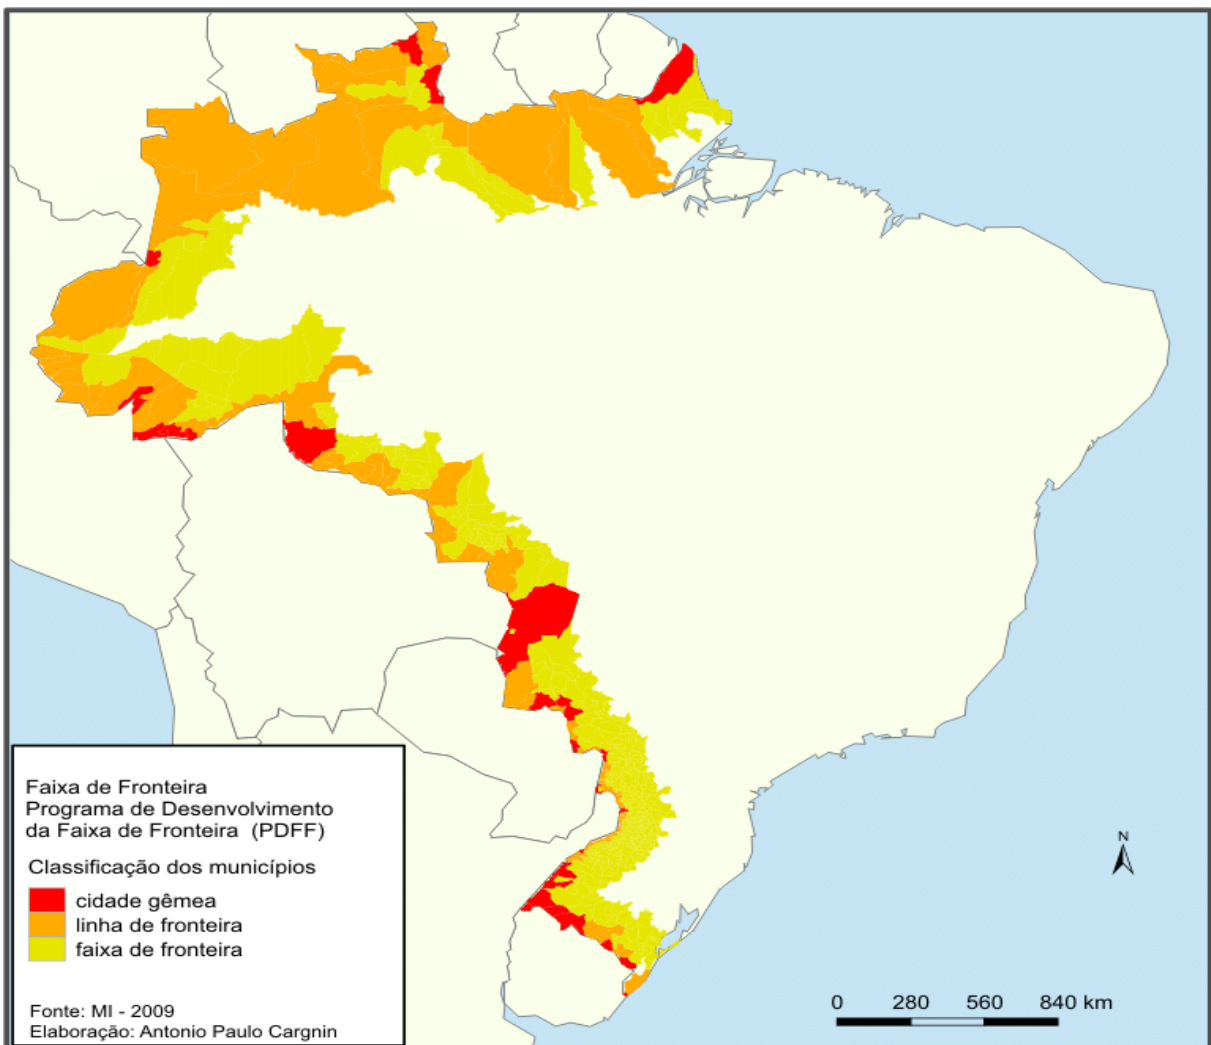 Faixa de Fronteira
Programa de Desenvolvimento
da Faixa de Fronteira (PDFF)
Classificação dos municípios
cidade gêmea
linha de fronteira
faixa de fronteira
Fonte: MI - 2009
Elaboração: Antonio Paulo Cargnin
N
0 280 560 840 km